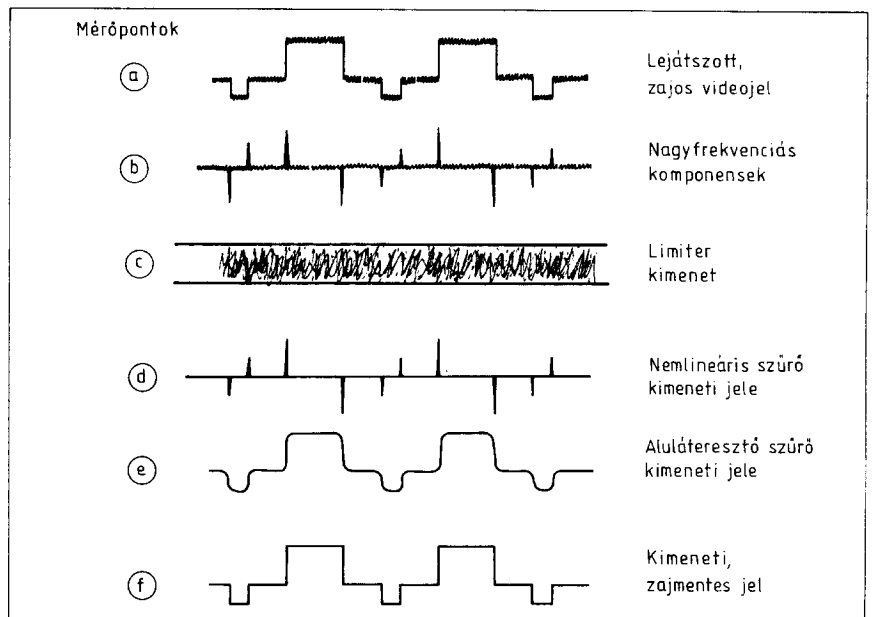 Mérőpontok
a
Lejátszott,
zajos videojel
b
Nagyfrekvenciás
komponensek
c
Limiter
kimenet
d
Nemlineáris szűrő
kimeneti jele
e
Aluláteresztő szűrő
kimeneti jele
f
Kimeneti,
zajmentes jel